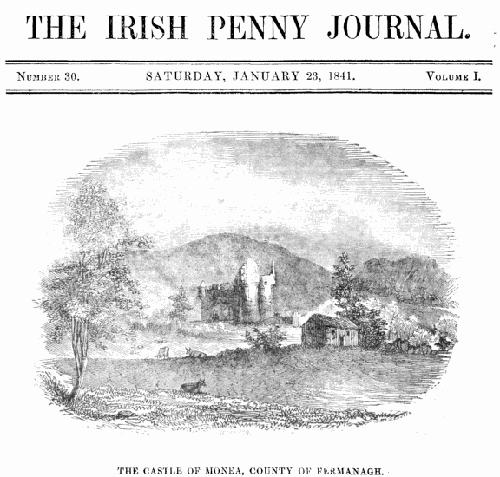 THE IRISH PENNY JOURNAL.
NUMBER 30. SATURDAY, JANUARY 23, 1841. VOLUME I.
THE CASTLE OF MONEA, COUNTY OF FERMANAGH.